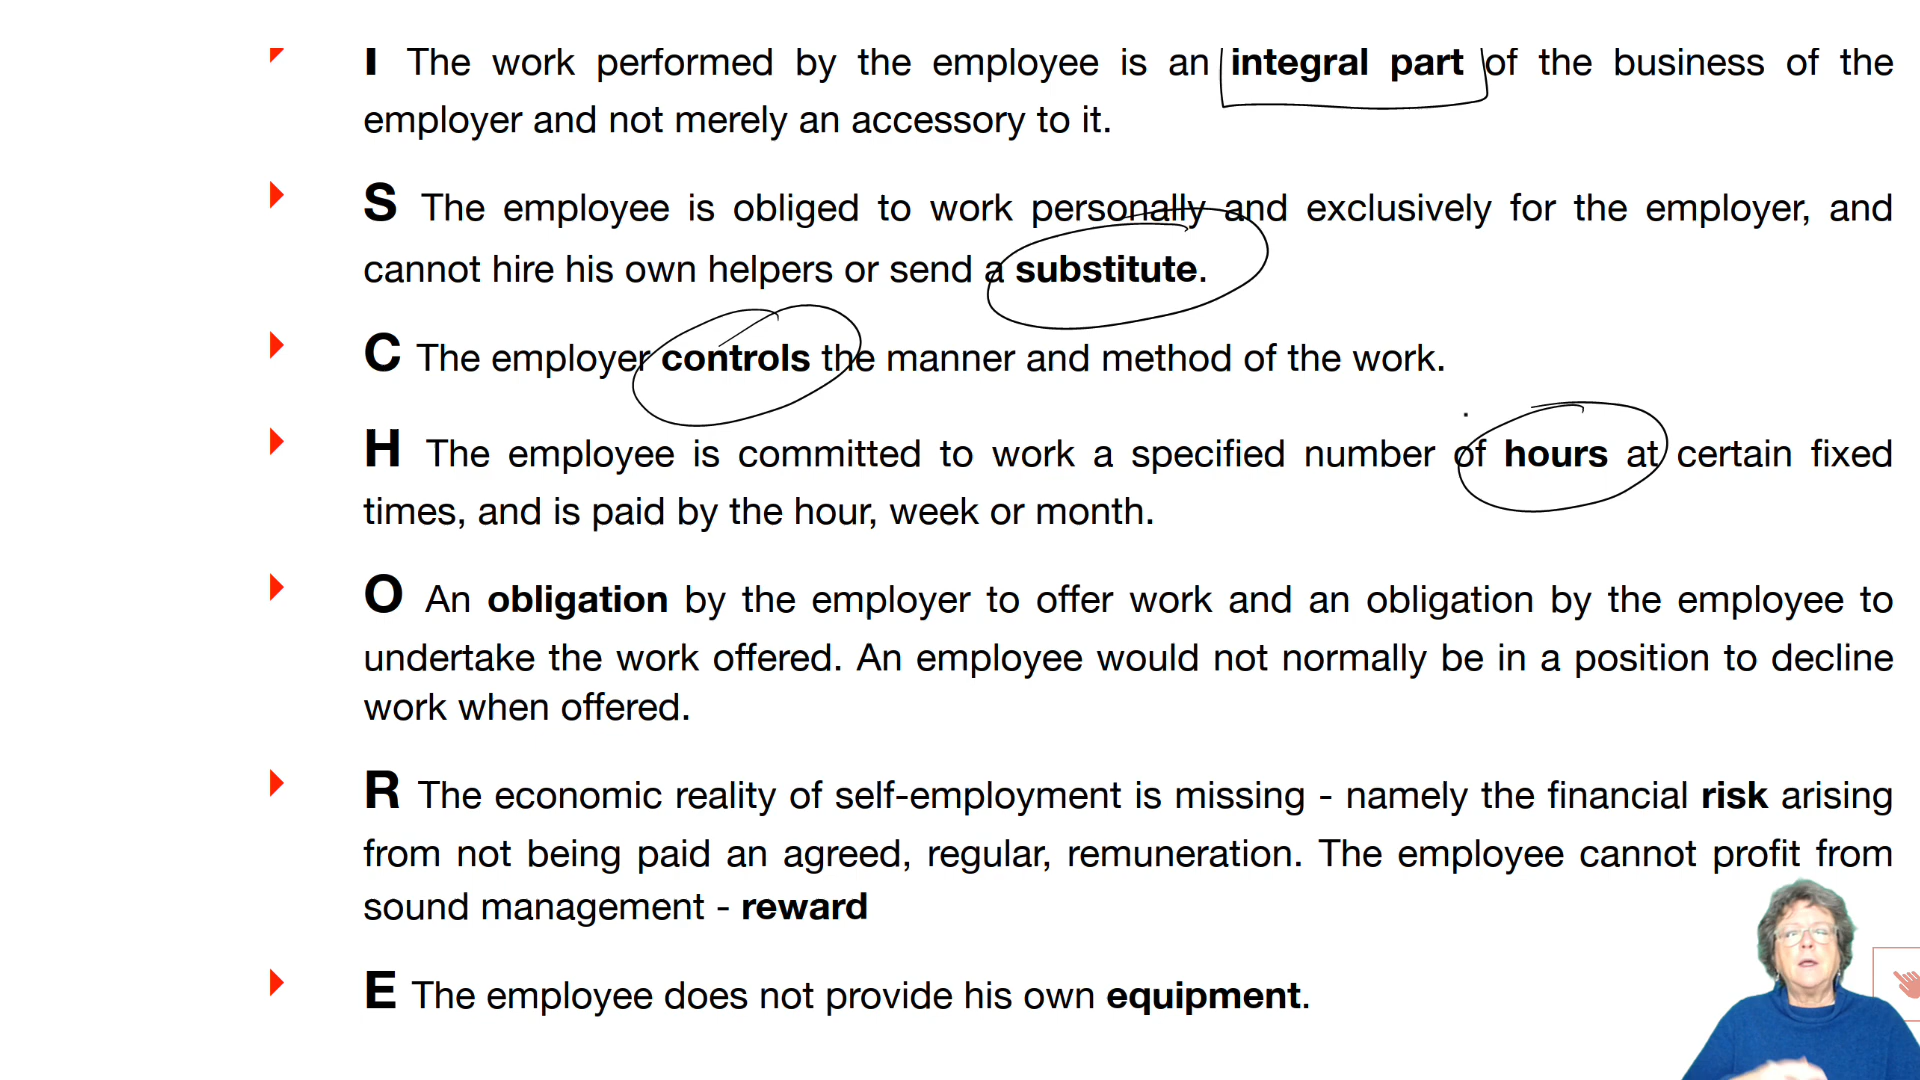 I The work performed by the employee is an integral part of the business of the
employer and not merely an accessory to it.
S The employee is obliged to work personally and exclusively for the employer, and
cannot hire his own helpers or send a substitute.
C The employer controls the manner and method of the work.
H The employee is committed to work a specified number of hours at certain fixed
times, and is paid by the hour, week or month.
O An obligation by the employer to offer work and an obligation by the employee to
undertake the work offered. An employee would not normally be in a position to decline
work when offered.
R The economic reality of self-employment is missing - namely the financial risk arising
from not being paid an agreed, regular, remuneration. The employee cannot profit from
sound management - reward
E The employee does not provide his own equipment.